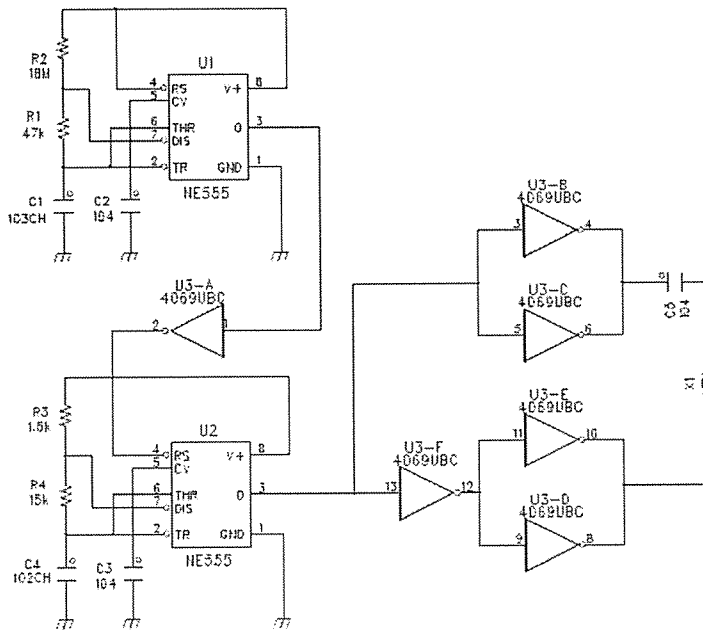 R2
18M
R1
47k
C1
103CH
C2
104
U1
4
RS
5
CV
6
THR
7
DIS
2
TR
V+
8
O
3
GND
1
NE555
U3-A
4069UBC
2
1
R3
1.5k
R4
15k
C4
102CH
C3
104
U2
4
RS
5
CV
6
THR
7
DIS
2
TR
V+
8
O
3
GND
1
NE555
U3-B
4069UBC
3
4
U3-C
4069UBC
5
6
104
X1
U3-F
4069UBC
13
12
U3-E
4069UBC
11
10
U3-D
4069UBC
9
8